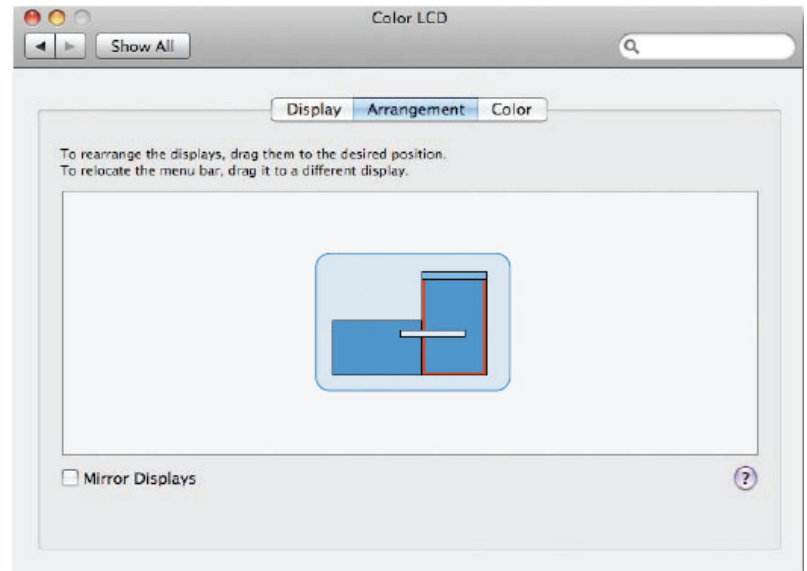 Color LCD
Show All
Display Arrangement Color
To rearrange the displays, drag them to the desired position.
To relocate the menu bar, drag it to a different display.
Mirror Displays
?